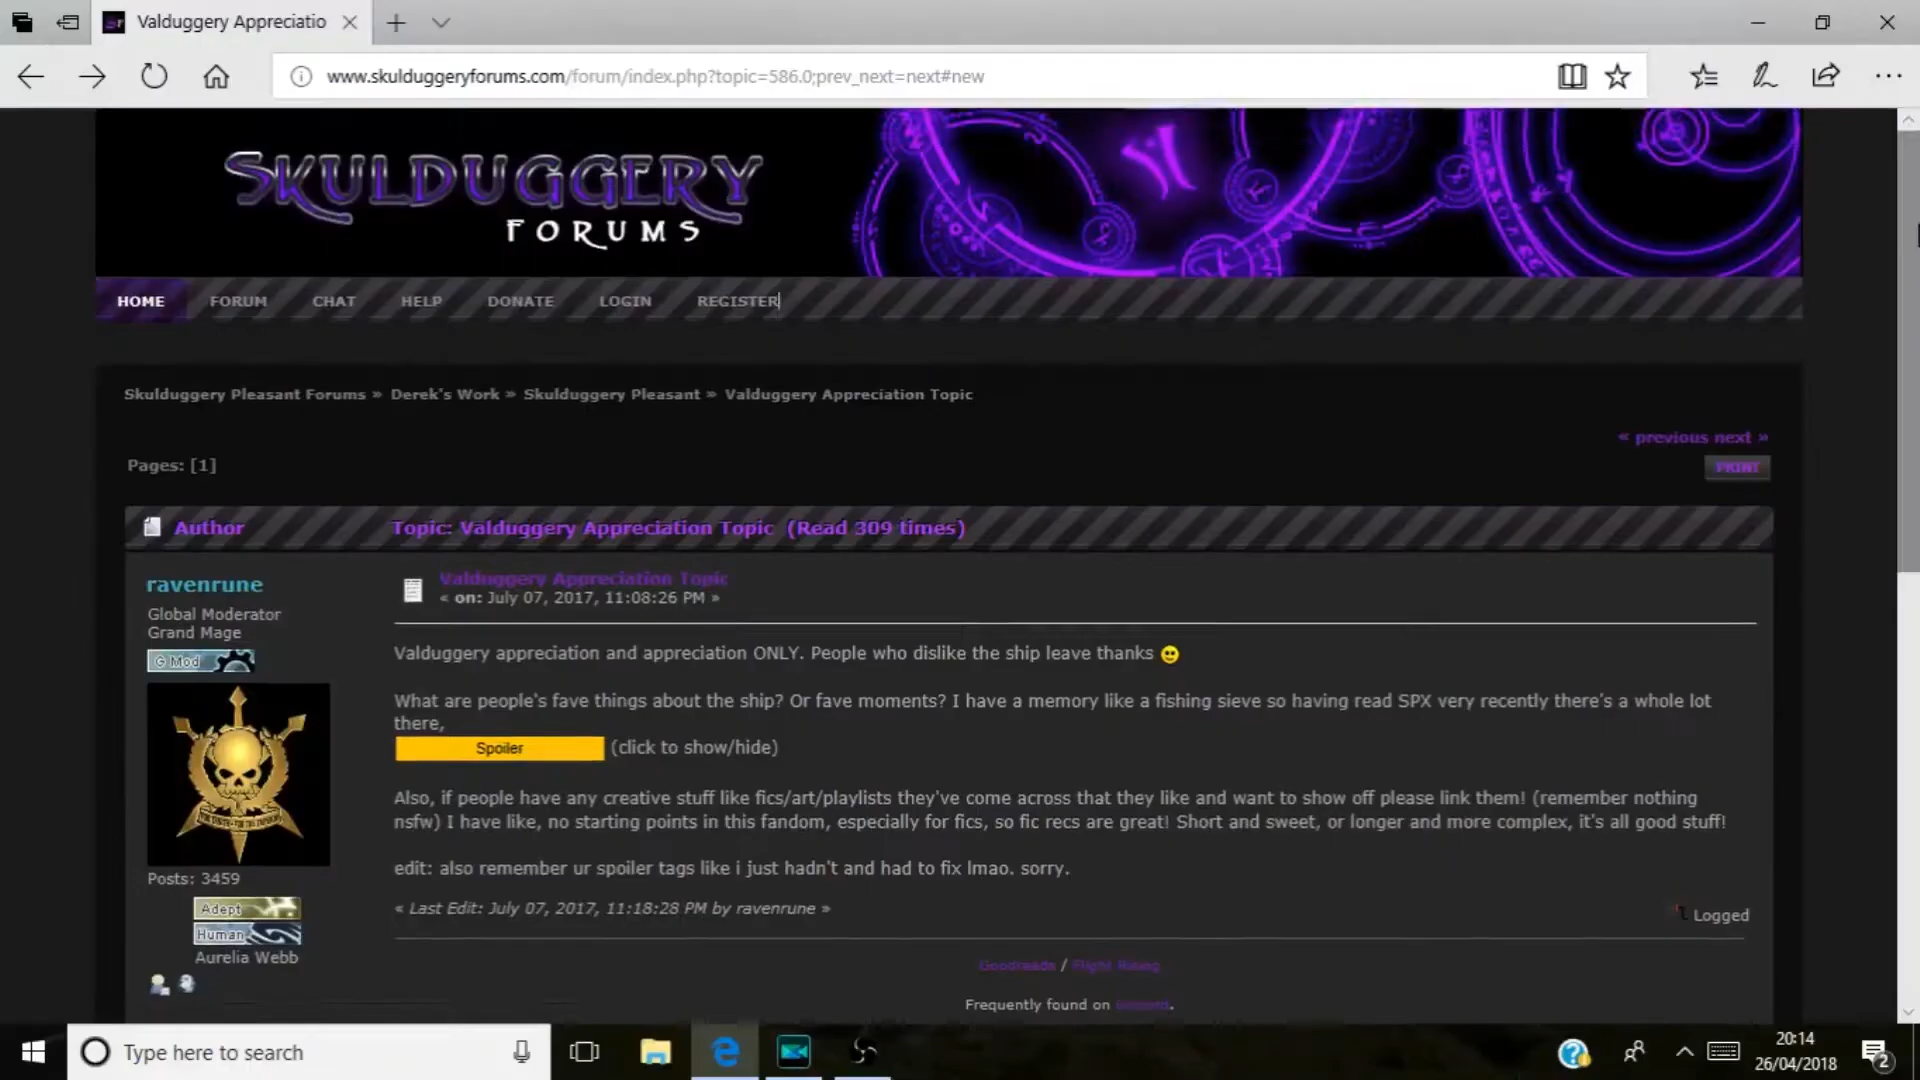 Valduggery Appreciatio
www.skulduggeryforums.com/forum/index.php?topic=586.0;prev_next=next#new
SKULDUGGERY
FORUMS
HOME FORUM CHAT HELP DONATE LOGIN REGISTER
Skulduggery Pleasant Forums » Derek's Work » Skulduggery Pleasant » Valduggery Appreciation Topic
« previous next »
Pages: [1]
PRINT
Author Topic: Valduggery Appreciation Topic (Read 309 times)
ravenrune
Global Moderator
Grand Mage
G Mod
Posts: 3459
Adept
Human
Aurelia Webb
Valduggery Appreciation Topic
« on: July 07, 2017, 11:08:26 PM »
Valduggery appreciation and appreciation ONLY. People who dislike the ship leave thanks
What are people's fave things about the ship? Or fave moments? I have a memory like a fishing sieve so having read SPX very recently there's a whole lot
there,
Spoiler (click to show/hide)
Also, if people have any creative stuff like fics/art/playlists they've come across that they like and want to show off please link them! (remember nothing
nsfw) I have like, no starting points in this fandom, especially for fics, so fic recs are great! Short and sweet, or longer and more complex, it's all good stuff!
edit: also remember ur spoiler tags like i just hadn't and had to fix lmao. sorry.
« Last Edit: July 07, 2017, 11:18:28 PM by ravenrune »
Logged
Goodreads / Flight Rising
Frequently found on Discord.
Type here to search
20:14
26/04/2018
2